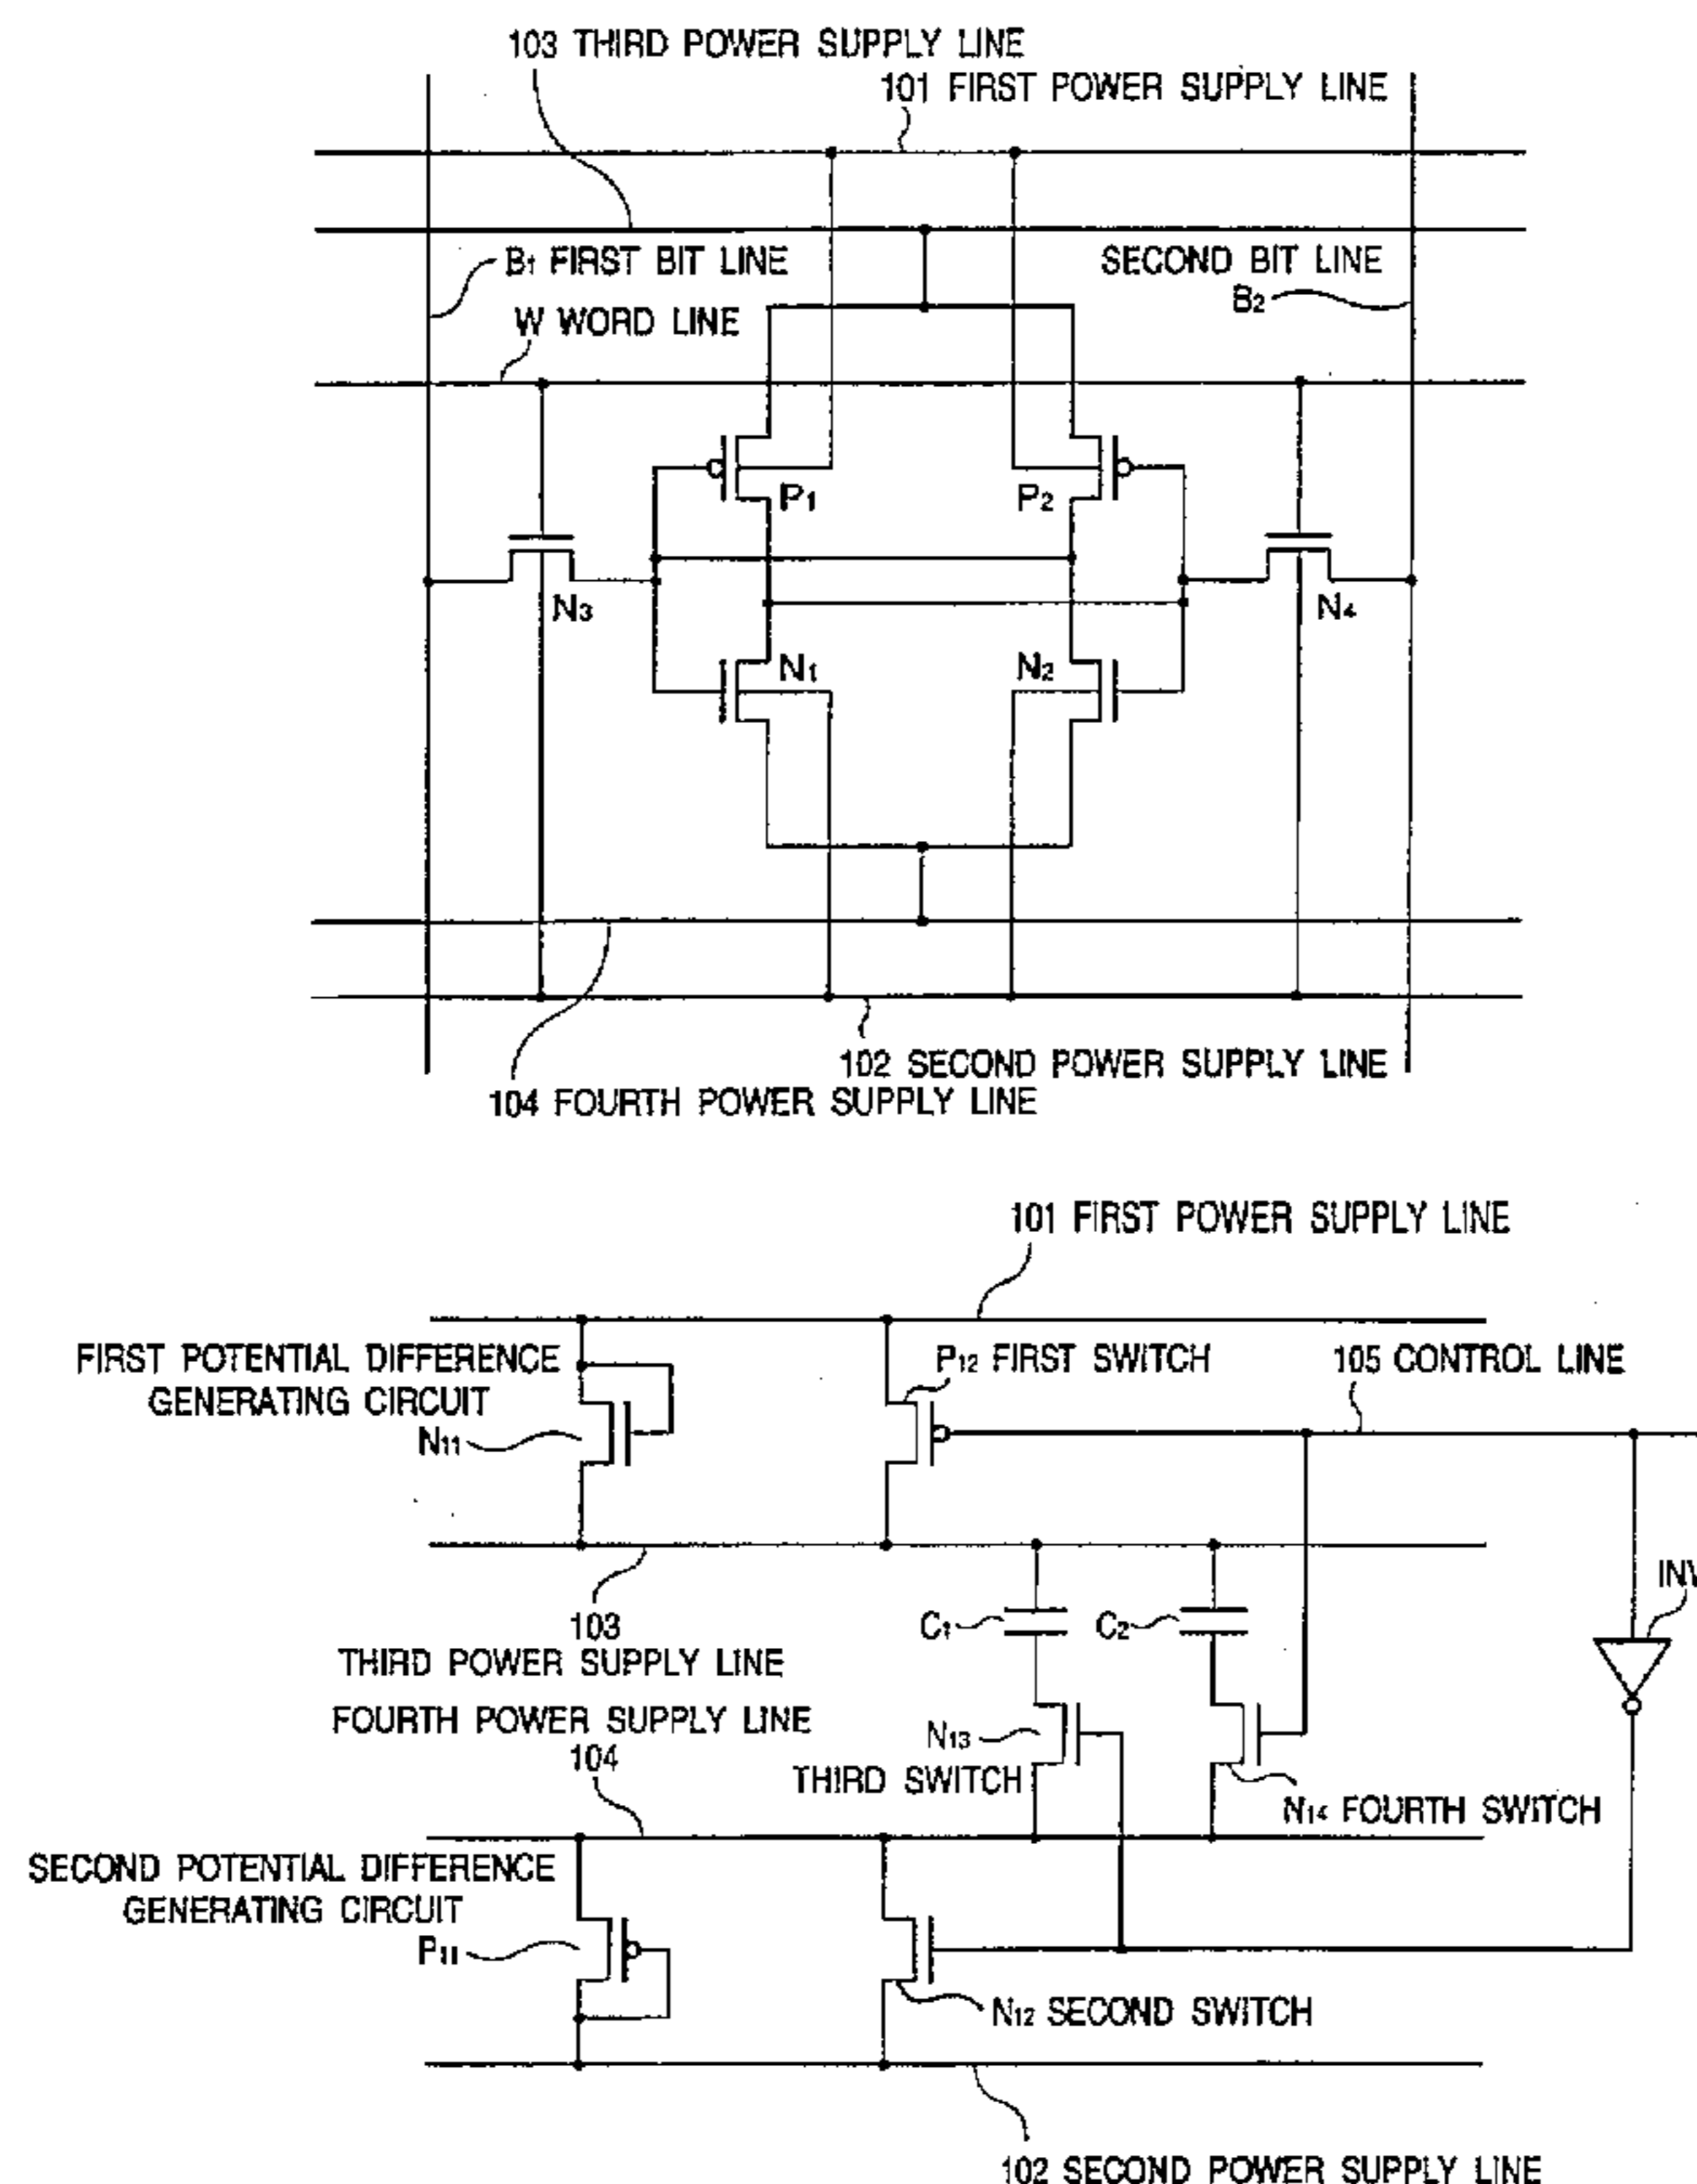 103 THIRD POWER SUPPLY LINE
101 FIRST POWER SUPPLY LINE
B1 FIRST BIT LINE
SECOND BIT LINE
B2
W WORD LINE
P1
P2
N3
N4
N1
N2
102 SECOND POWER SUPPLY LINE
104 FOURTH POWER SUPPLY LINE
101 FIRST POWER SUPPLY LINE
FIRST POTENTIAL DIFFERENCE
GENERATING CIRCUIT
N11
P12 FIRST SWITCH
105 CONTROL LINE
INV
C1
C2
103
THIRD POWER SUPPLY LINE
FOURTH POWER SUPPLY LINE
104
N13
THIRD SWITCH
N14 FOURTH SWITCH
SECOND POTENTIAL DIFFERENCE
GENERATING CIRCUIT
P11
N12 SECOND SWITCH
102 SECOND POWER SUPPLY LINE